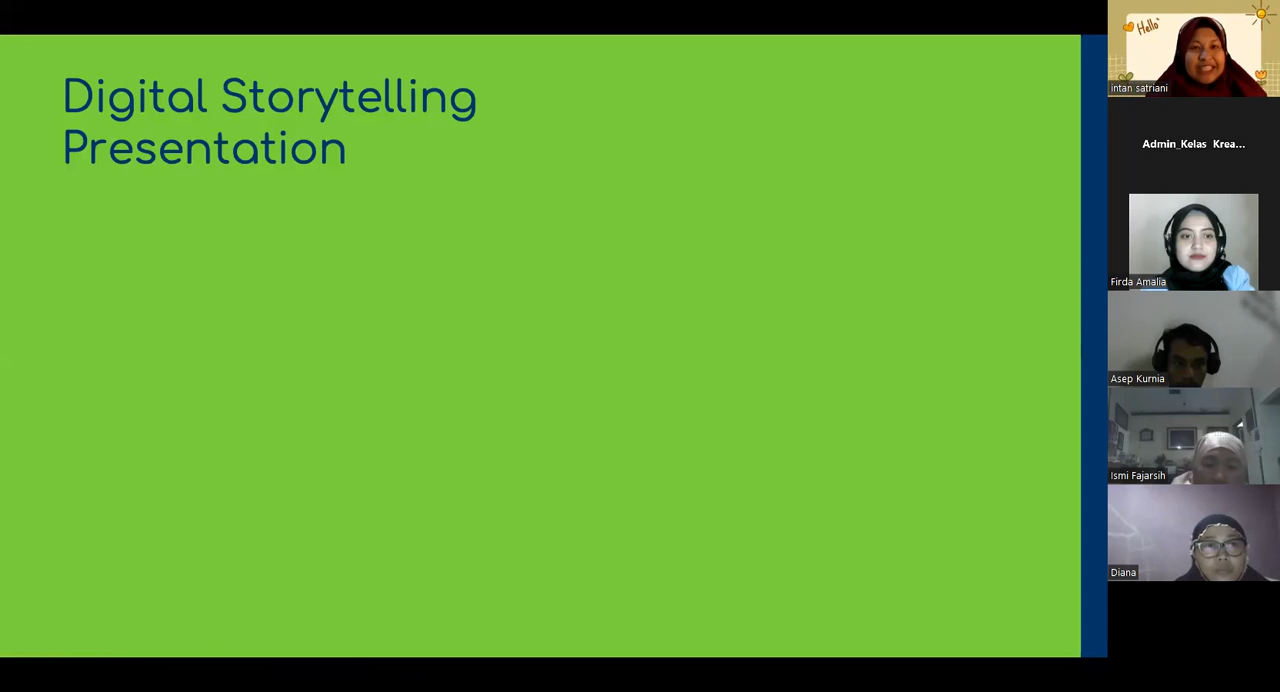 Digital Storytelling
Presentation
Hello
intan satriani
Admin_Kelas Krea...
Firda Amalia
Asep Kurnia
Ismi Fajarsih
Diana